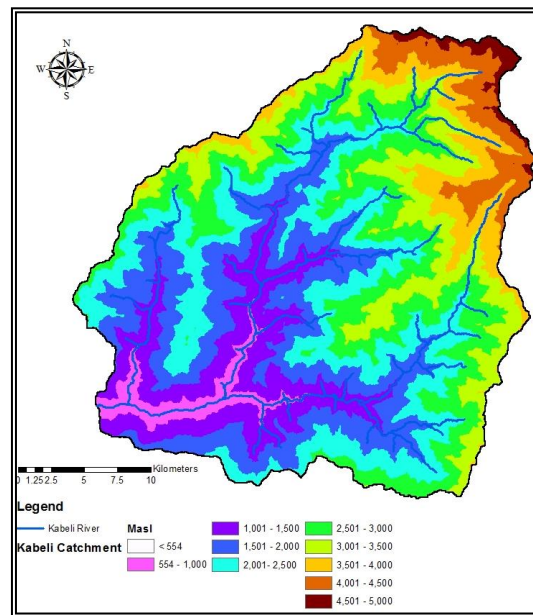 N
W E
S
Kilometers
0 1.25 2.5 5 7.5 10
Legend
Kabeli River
Kabeli Catchment
Masl
< 554
554 - 1,000
1,001 - 1,500
1,501 - 2,000
2,001 - 2,500
2,501 - 3,000
3,001 - 3,500
3,501 - 4,000
4,001 - 4,500
4,501 - 5,000